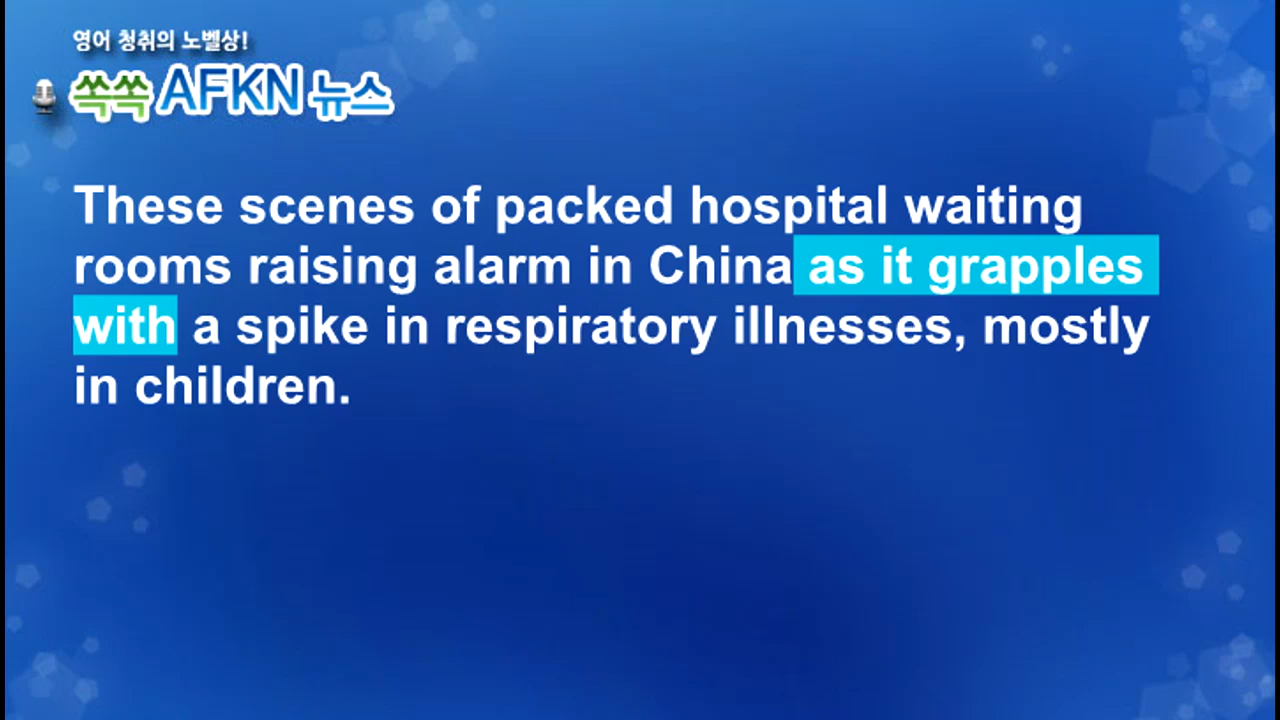 영어 청취의 노벨상!
쏙쏙 AFKN 뉴스
These scenes of packed hospital waiting
rooms raising alarm in China as it grapples
with a spike in respiratory illnesses, mostly
in children.